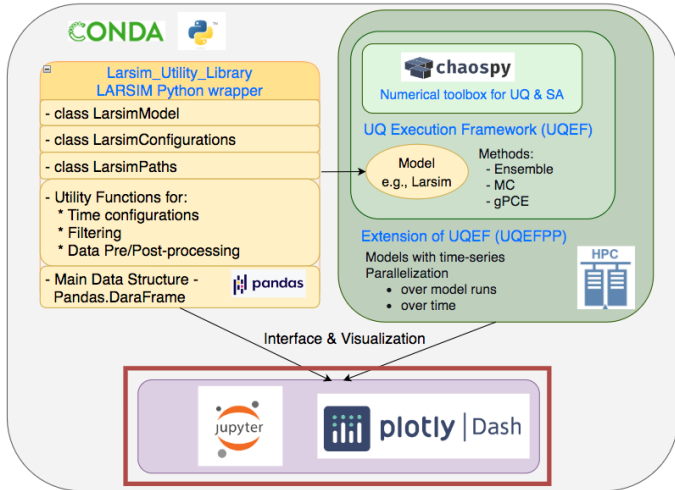 CONDA
Larsim_Utility_Library
LARSIM Python wrapper
- class LarsimModel
- class LarsimConfigurations
- class LarsimPaths
- Utility Functions for:
* Time configurations
* Filtering
* Data Pre/Post-processing
- Main Data Structure -
Pandas.DaraFrame
pandas
chaospy
Numerical toolbox for UQ & SA
UQ Execution Framework (UQEF)
Model
e.g., Larsim
Methods:
- Ensemble
- MC
- gPCE
Extension of UQEF (UQEFPP)
Models with time-series
Parallelization
• over model runs
• over time
HPC
Interface & Visualization
jupyter
plotly | Dash